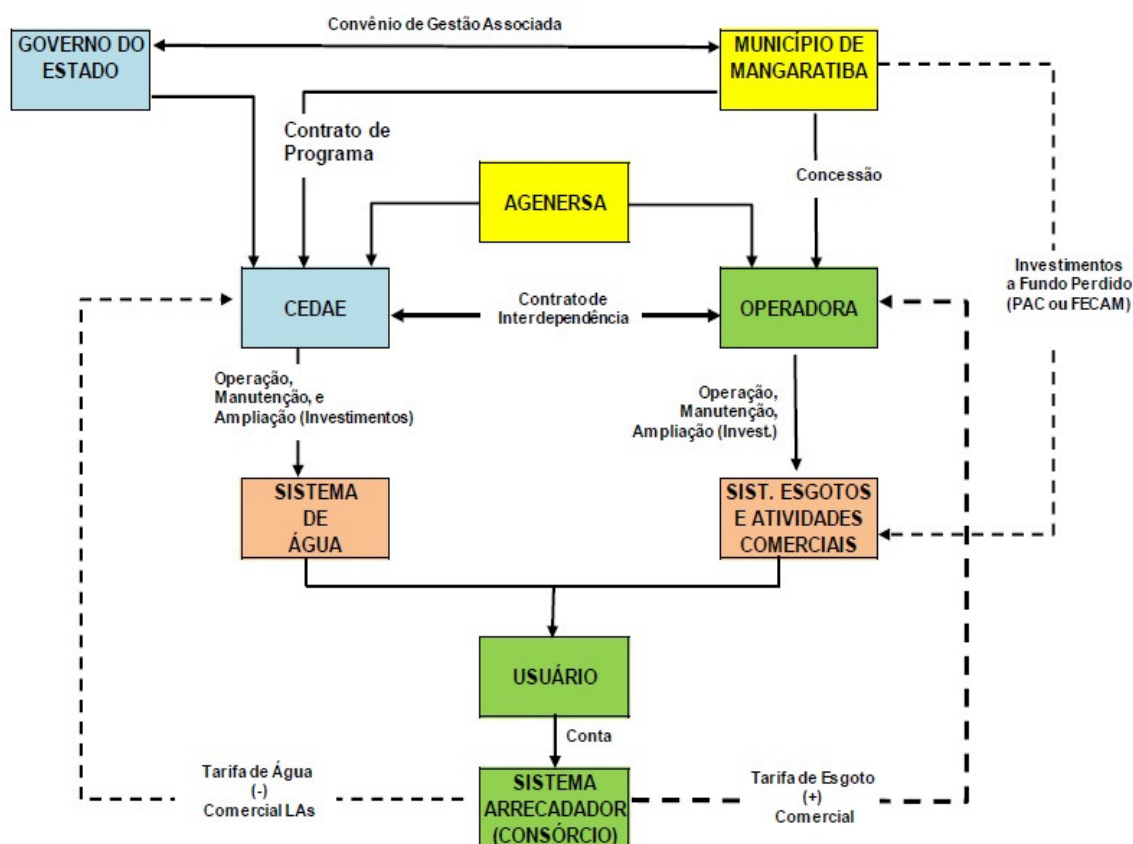 Convênio de Gestão Associada
GOVERNO DO
ESTADO
MUNICÍPIO DE
MANGARATIBA
Contrato de
Programa
Concessão
AGENERSA
Investimentos
a Fundo Perdido
(PAC ou FECAM)
CEDAE
Contrato de
Interdependência
OPERADORA
Operação,
Manutenção, e
Ampliação (Investimentos)
Operação,
Manutenção,
Ampliação (Invest.)
SISTEMA
DE
ÁGUA
SIST. ESGOTOS
E ATIVIDADES
COMERCIAIS
USUÁRIO
Conta
Tarifa de Água
(-)
Comercial LAs
SISTEMA
ARRECADADOR
(CONSÓRCIO)
Tarifa de Esgoto
(+)
Comercial